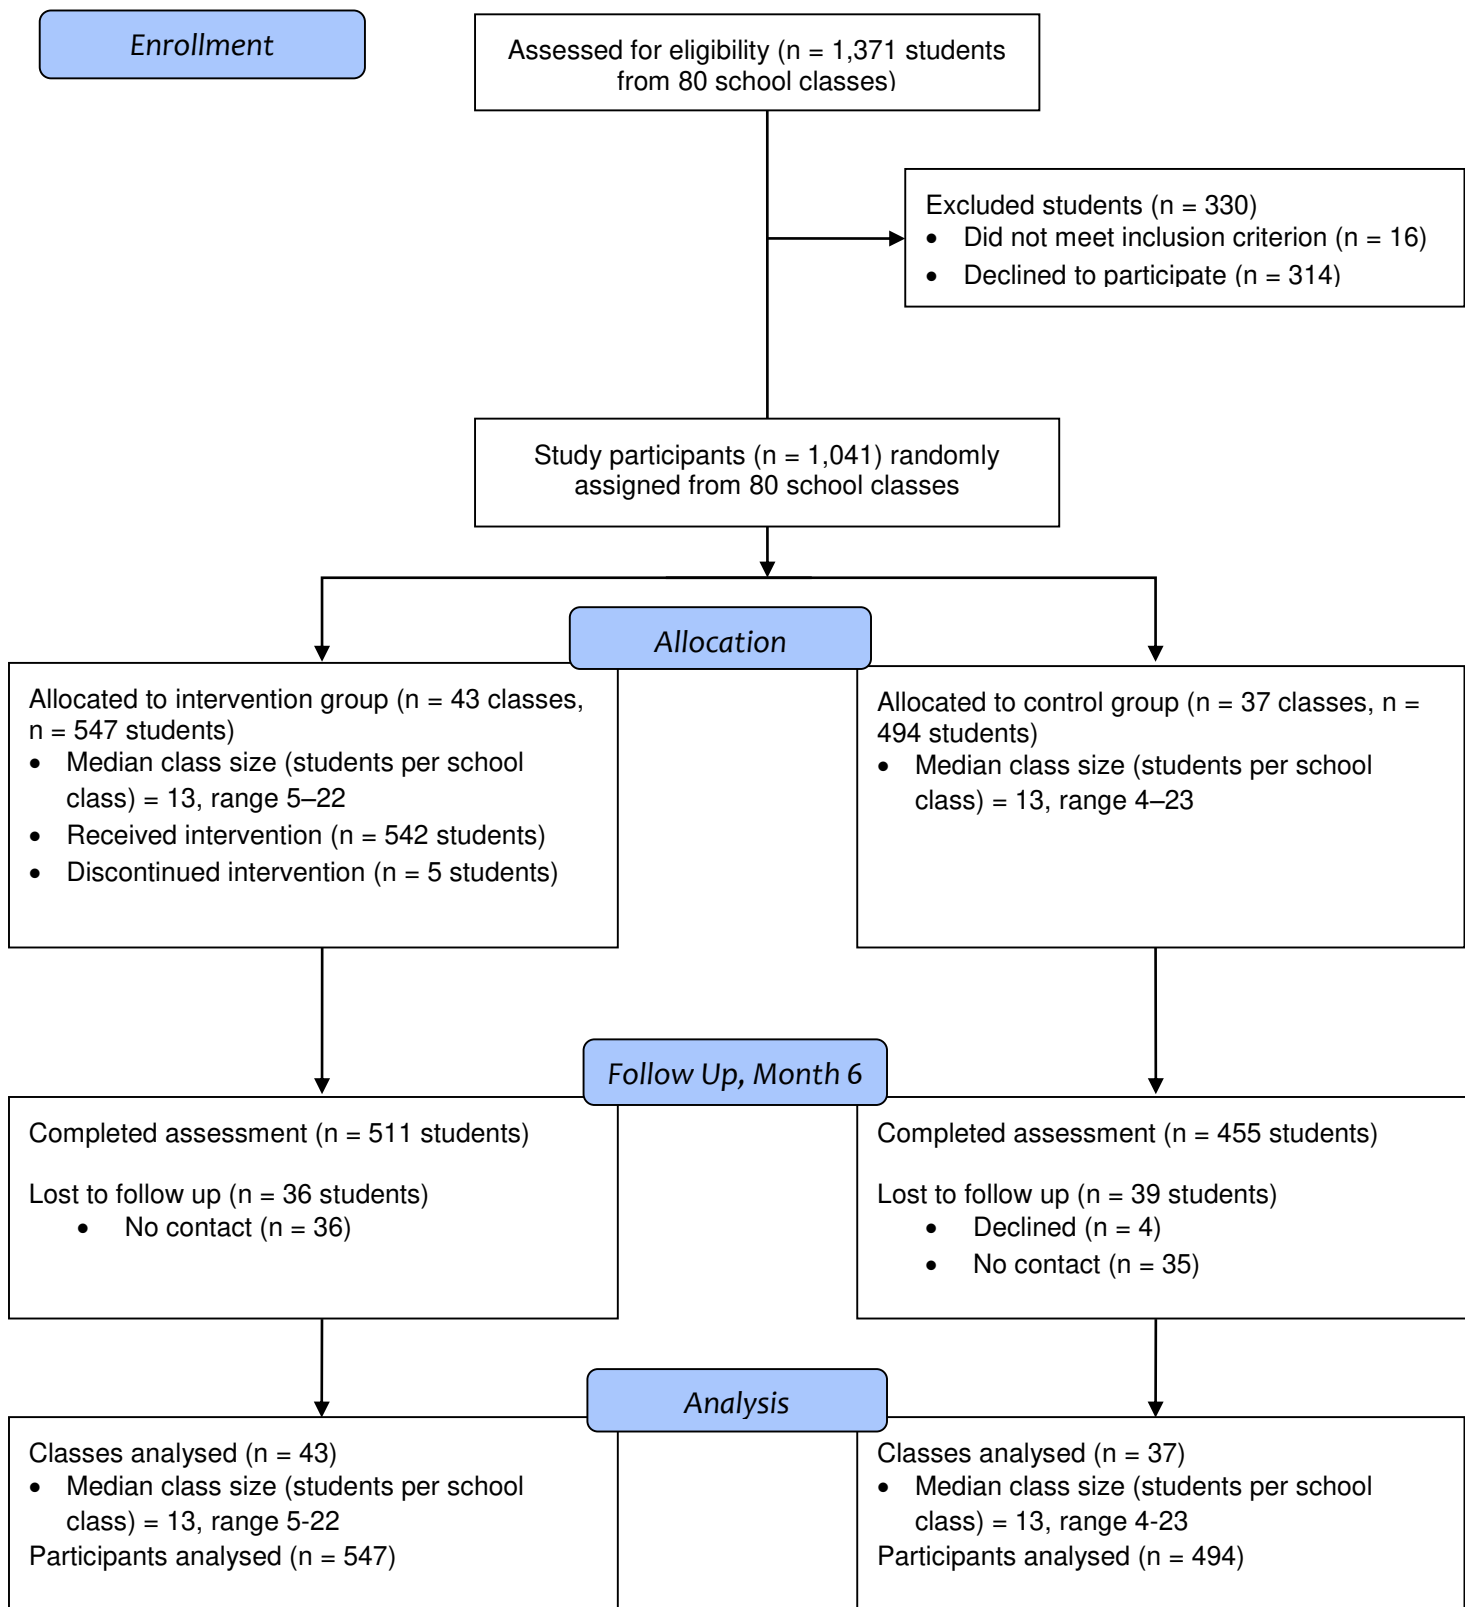 Enrollment
Assessed for eligibility (n = 1,371 students
from 80 school classes)
Excluded students (n = 330)
• Did not meet inclusion criterion (n = 16)
• Declined to participate (n = 314)
Study participants (n = 1,041) randomly
assigned from 80 school classes
Allocation
Allocated to intervention group (n = 43 classes,
n = 547 students)
• Median class size (students per school
class) = 13, range 5–22
• Received intervention (n = 542 students)
• Discontinued intervention (n = 5 students)
Allocated to control group (n = 37 classes, n =
494 students)
• Median class size (students per school
class) = 13, range 4–23
Follow Up, Month 6
Completed assessment (n = 511 students)
Lost to follow up (n = 36 students)
• No contact (n = 36)
Completed assessment (n = 455 students)
Lost to follow up (n = 39 students)
• Declined (n = 4)
• No contact (n = 35)
Analysis
Classes analysed (n = 43)
• Median class size (students per school
class) = 13, range 5-22
Participants analysed (n = 547)
Classes analysed (n = 37)
• Median class size (students per school
class) = 13, range 4-23
Participants analysed (n = 494)